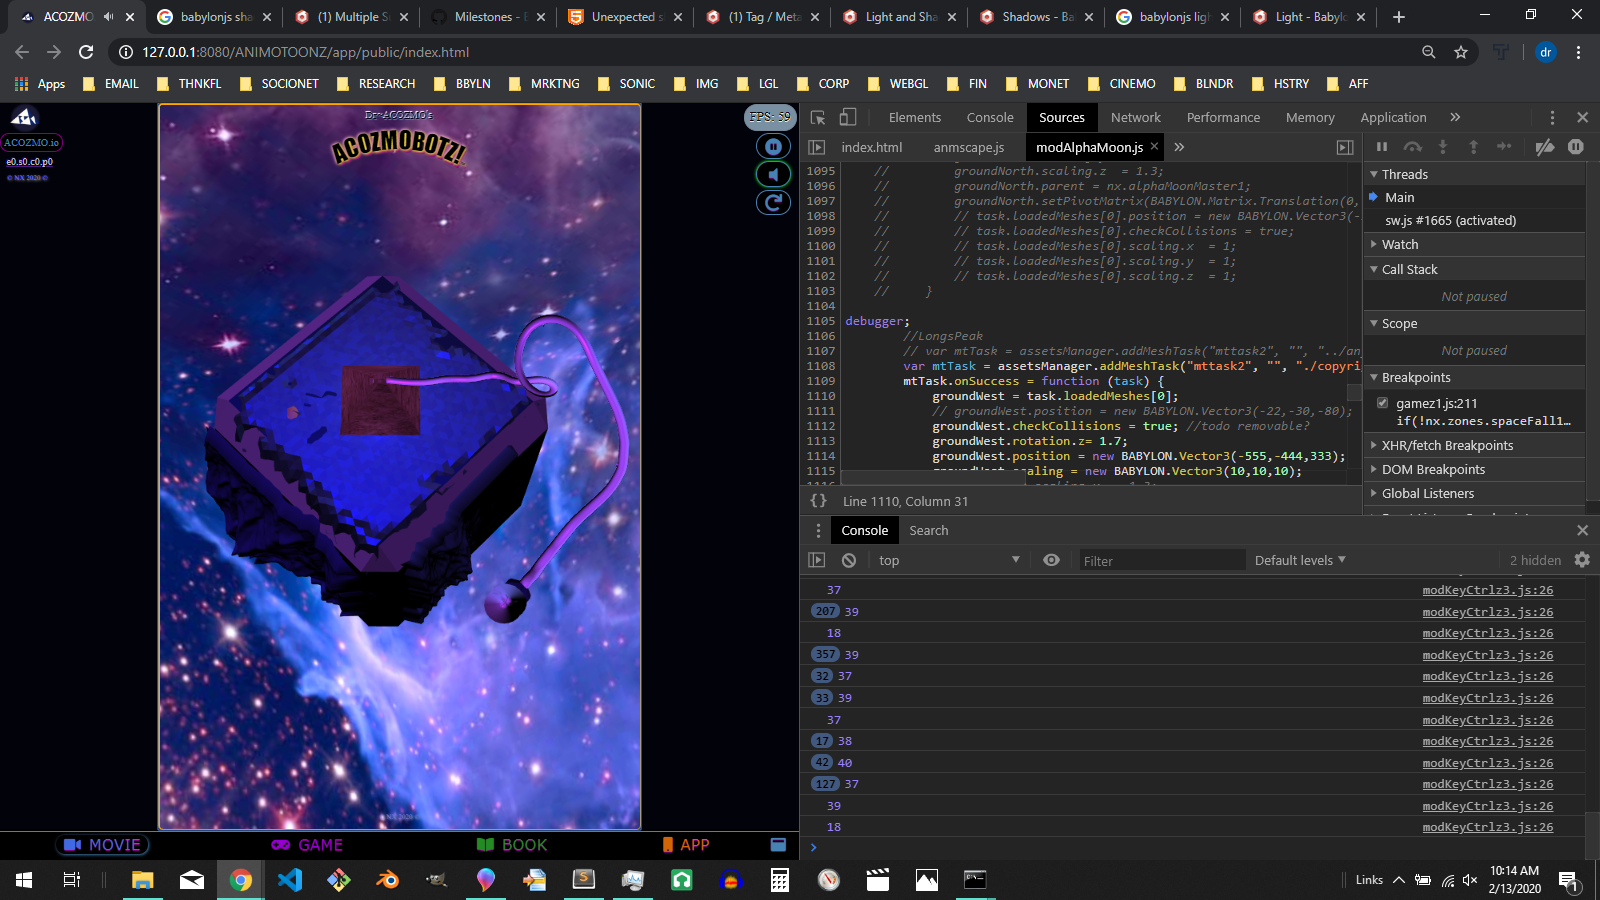 ACOZMO
babylonjs sha
(1) Multiple S
Milestones - E
Unexpected s
(1) Tag / Meta
Light and Sha
Shadows - Ba
babylonjs ligh
Light - Babylo
127.0.0.1:8080/ANIMOTOONZ/app/public/index.html
dr
Apps EMAIL THNKFL SOCIONET RESEARCH BBYLN MRKTNG SONIC IMG LGL CORP WEBGL FIN MONET CINEMO BLNDR HSTRY AFF
ACOZMO.io
e0.s0.c0.p0
© NX 2020 ©
Dr~ACOZMO's
ACOZMOBOTZ!
FPS: 59
MOVIE GAME BOOK APP
Elements Console Sources Network Performance Memory Application »
index.html anmscape.js modAlphaMoon.js »
1095 // groundNorth.scaling.z = 1.3;
1096 // groundNorth.parent = nx.alphaMoonMaster1;
1097 // groundNorth.setPivotMatrix(BABYLON.Matrix.Translation(0,
1098 // // task.loadedMeshes[0].position = new BABYLON.Vector3(-
1099 // // task.loadedMeshes[0].checkCollisions = true;
1100 // // task.loadedMeshes[0].scaling.x = 1;
1101 // // task.loadedMeshes[0].scaling.y = 1;
1102 // // task.loadedMeshes[0].scaling.z = 1;
1103 // }
1104
1105 debugger;
1106 //LongsPeak
1107 // var mtTask = assetsManager.addMeshTask("mttask2", "", "../an
1108 var mtTask = assetsManager.addMeshTask("mttask2", "", "./copyri
1109 mtTask.onSuccess = function (task) {
1110 groundWest = task.loadedMeshes[0];
1111 // groundWest.position = new BABYLON.Vector3(-22,-30,-80);
1112 groundWest.checkCollisions = true; //todo removable?
1113 groundWest.rotation.z= 1.7;
1114 groundWest.position = new BABYLON.Vector3(-555,-444,333);
1115 groundWest.scaling = new BABYLON.Vector3(10,10,10);
{} Line 1110, Column 31
Threads
Main
sw.js #1665 (activated)
Watch
Call Stack
Not paused
Scope
Not paused
Breakpoints
gamez1.js:211
if(!nx.zones.spaceFall1…
XHR/fetch Breakpoints
DOM Breakpoints
Global Listeners
Console Search
top Filter Default levels 2 hidden
37 modKeyCtrlz3.js:26
207 39 modKeyCtrlz3.js:26
18 modKeyCtrlz3.js:26
357 39 modKeyCtrlz3.js:26
32 37 modKeyCtrlz3.js:26
33 39 modKeyCtrlz3.js:26
37 modKeyCtrlz3.js:26
17 38 modKeyCtrlz3.js:26
42 40 modKeyCtrlz3.js:26
127 37 modKeyCtrlz3.js:26
39 modKeyCtrlz3.js:26
18 modKeyCtrlz3.js:26
Links
10:14 AM
2/13/2020
1